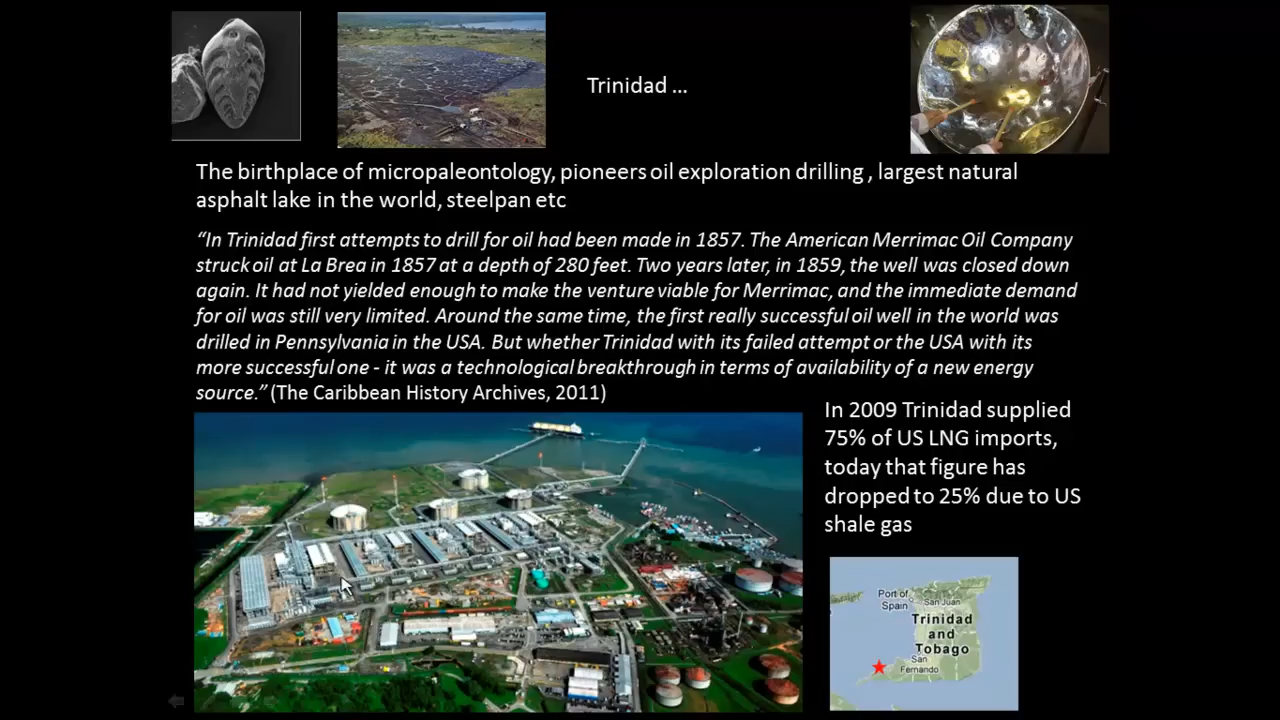 Trinidad ...
The birthplace of micropaleontology, pioneers oil exploration drilling , largest natural
asphalt lake in the world, steelpan etc
“In Trinidad first attempts to drill for oil had been made in 1857. The American Merrimac Oil Company
struck oil at La Brea in 1857 at a depth of 280 feet. Two years later, in 1859, the well was closed down
again. It had not yielded enough to make the venture viable for Merrimac, and the immediate demand
for oil was still very limited. Around the same time, the first really successful oil well in the world was
drilled in Pennsylvania in the USA. But whether Trinidad with its failed attempt or the USA with its
more successful one - it was a technological breakthrough in terms of availability of a new energy
source.” (The Caribbean History Archives, 2011)
In 2009 Trinidad supplied
75% of US LNG imports,
today that figure has
dropped to 25% due to US
shale gas
Port of
Spain
San Juan
Trinidad
and
Tobago
San
Fernando